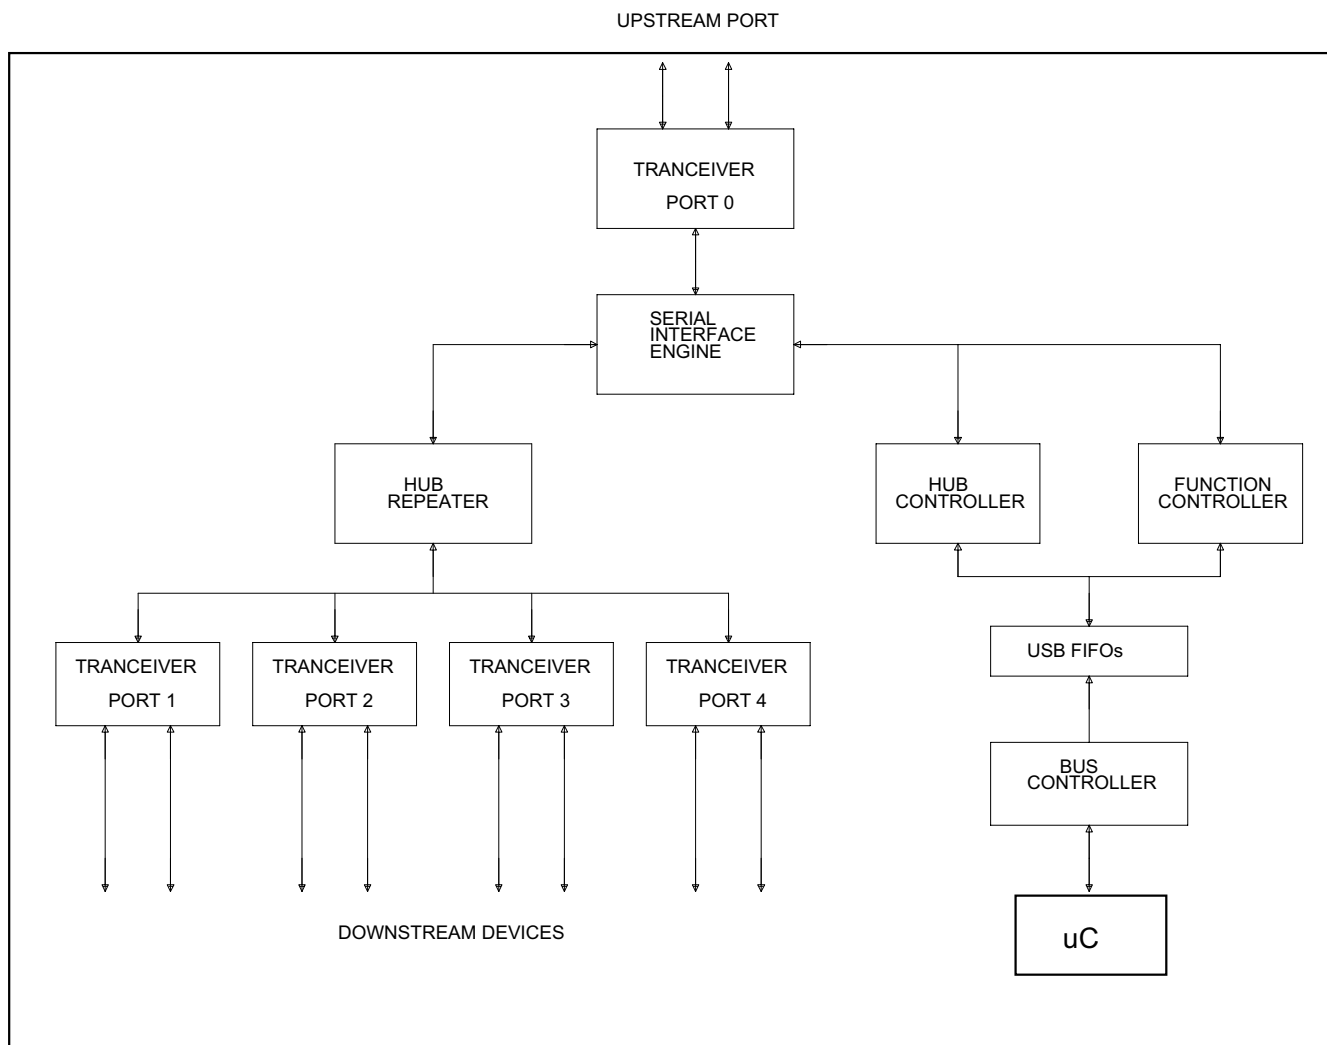 UPSTREAM PORT
TRANCEIVER
PORT 0
SERIAL
INTERFACE
ENGINE
HUB
REPEATER
HUB
CONTROLLER
FUNCTION
CONTROLLER
TRANCEIVER
PORT 1
TRANCEIVER
PORT 2
TRANCEIVER
PORT 3
TRANCEIVER
PORT 4
USB FIFOs
BUS
CONTROLLER
DOWNSTREAM DEVICES
uC